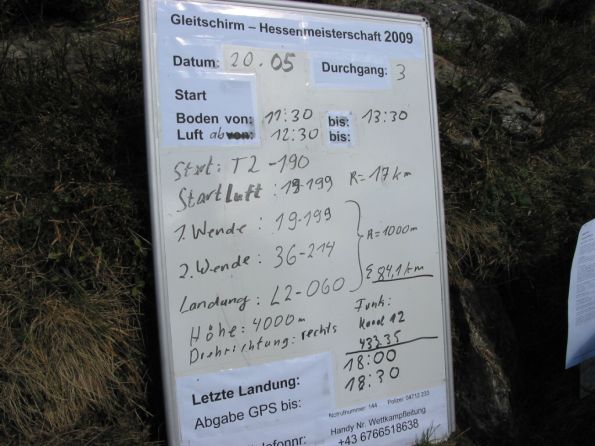 Gleitschirm – Hessenmeisterschaft 2009
Datum: 20.05 Durchgang: 3
Start
Boden von: 11:30 bis: 13:30
Luft ab von: 12:30 bis:
Start: T2 -190
Start Luft: 19-199 R=17 km
1. Wende: 19-199
R=1000m
2. Wende: 36-214
Σ 84,1 km
Landung: L2-060
Funk:
Höhe: 4000m Kanal 12
Drehrichtung: rechts 433.35
Letzte Landung: 18:00
Abgabe GPS bis: 18:30
Notrufnummer: 144 Polizei: 04712 233
Handy Nr. Wettkampfleitung
+43 6766518638